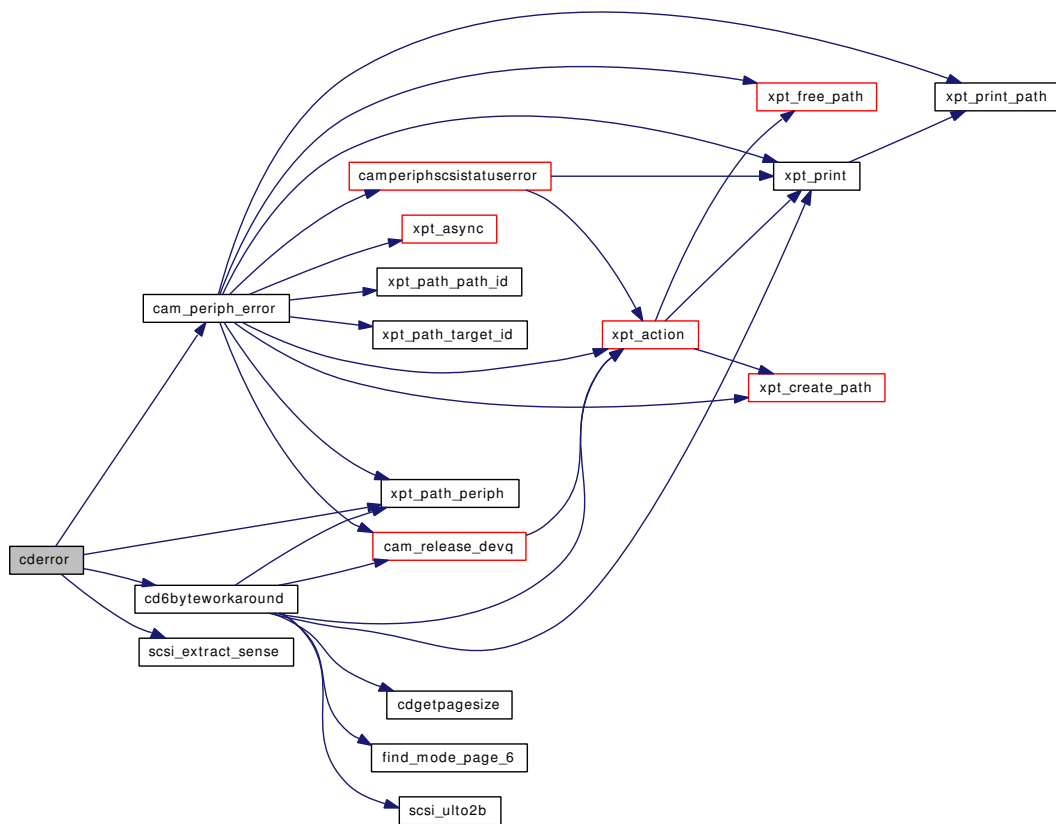 xpt_free_path
xpt_print_path
camperiphscsistatuserror
xpt_print
xpt_async
xpt_path_path_id
cam_periph_error
xpt_path_target_id
xpt_action
xpt_create_path
xpt_path_periph
cam_release_devq
cderror
cd6byteworkaround
scsi_extract_sense
cdgetpagesize
find_mode_page_6
scsi_ulto2b